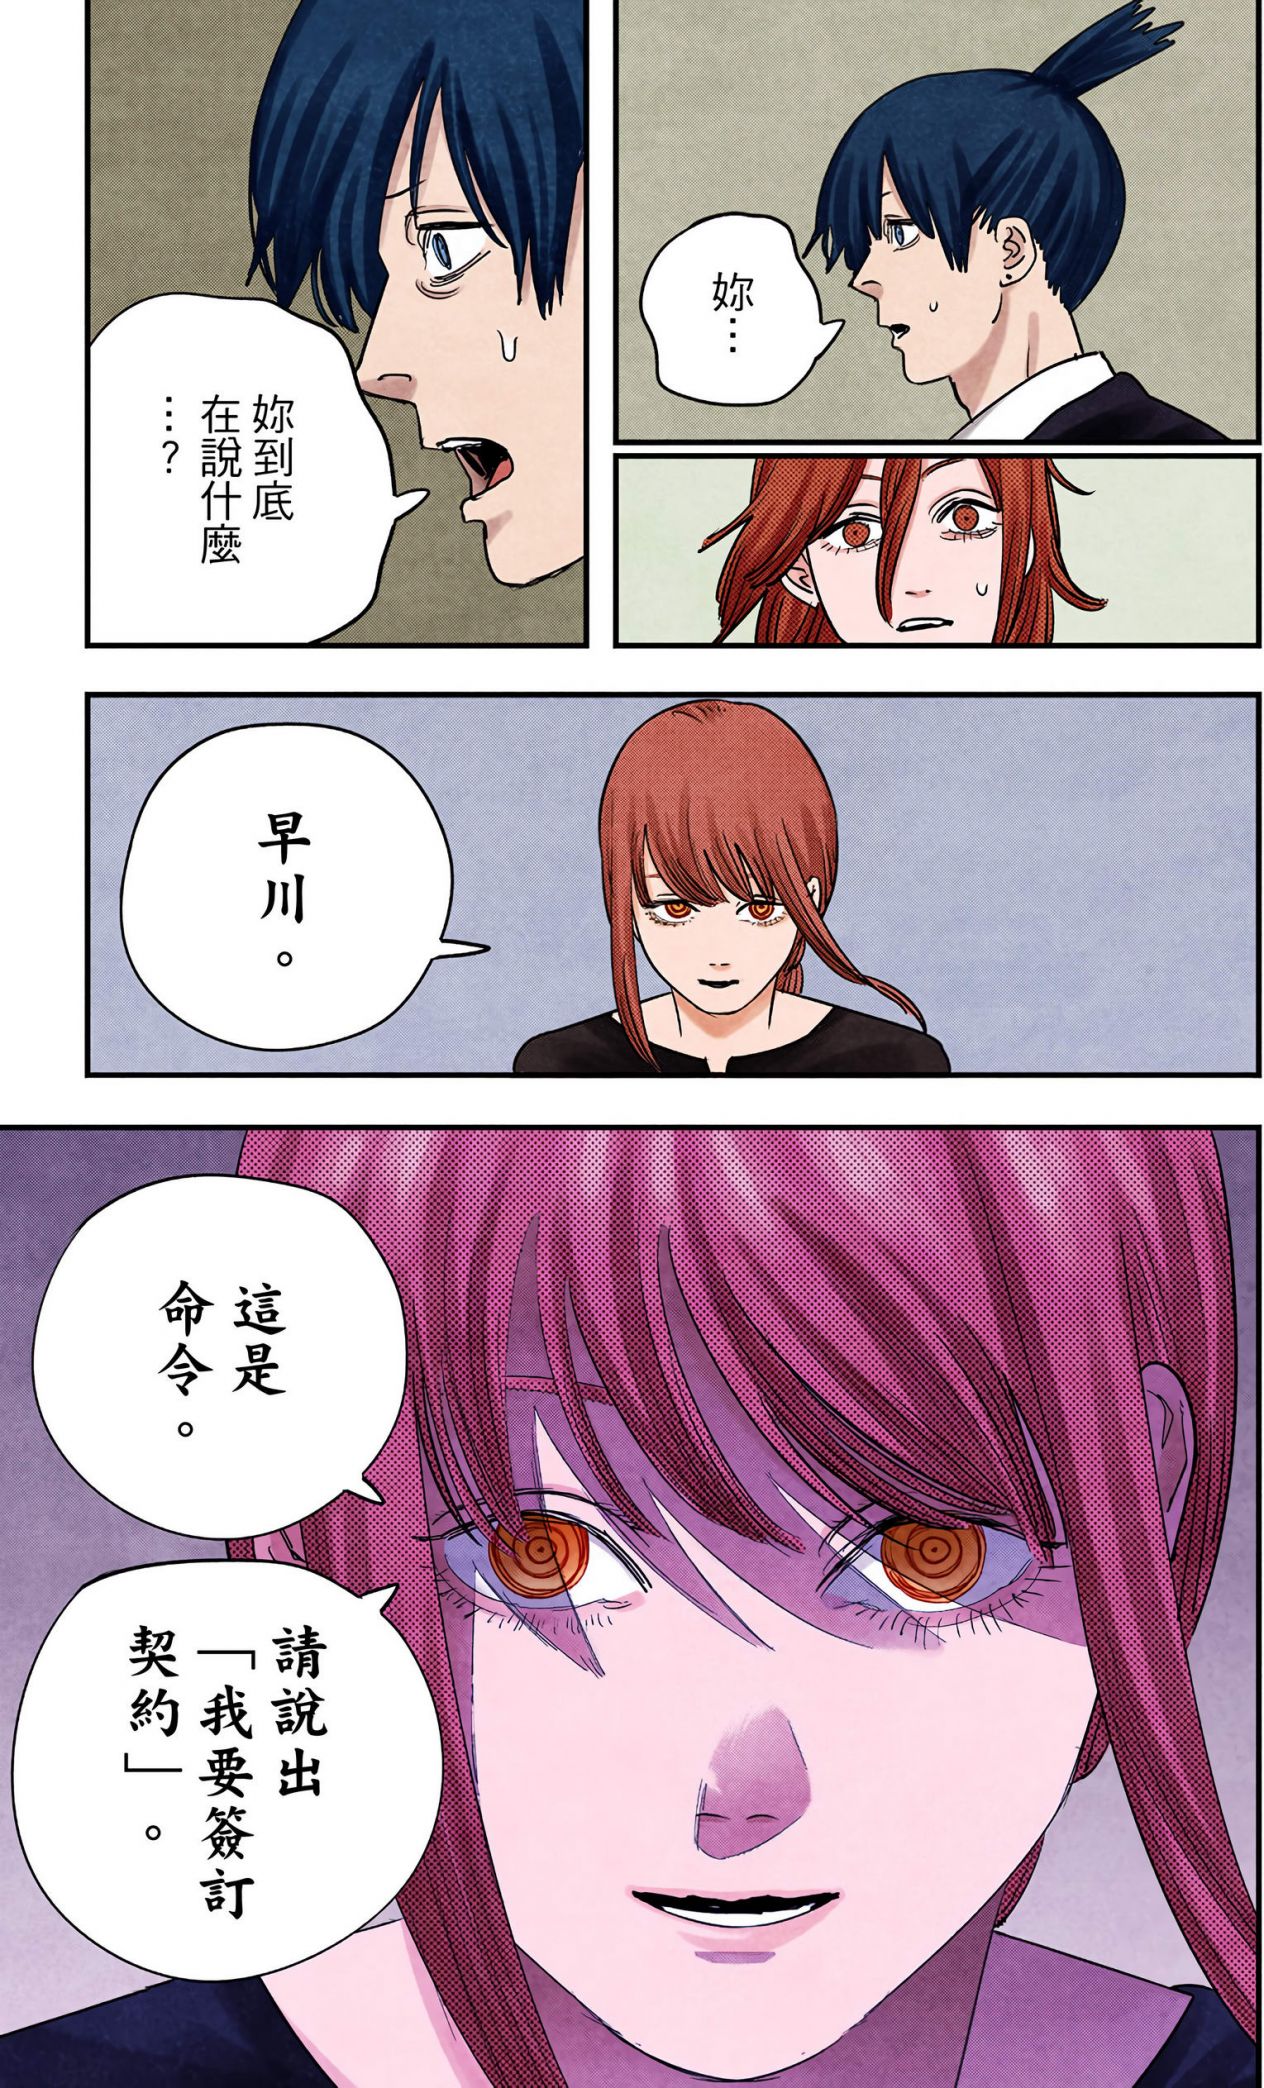 妳…
妳到底
在說什麼
…？
早川。
這是
命令。
請說出
「我要簽訂
契約」。